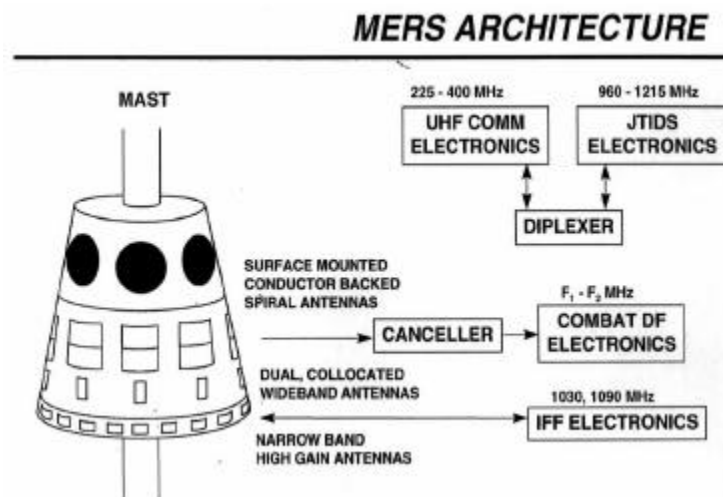 MERS ARCHITECTURE
MAST
225 - 400 MHz
960 - 1215 MHz
UHF COMM
ELECTRONICS
JTIDS
ELECTRONICS
DIPLEXER
SURFACE MOUNTED
CONDUCTOR BACKED
SPIRAL ANTENNAS
F₁ - F₂ MHz
CANCELLER
COMBAT DF
ELECTRONICS
DUAL, COLLOCATED
WIDEBAND ANTENNAS
1030, 1090 MHz
IFF ELECTRONICS
NARROW BAND
HIGH GAIN ANTENNAS